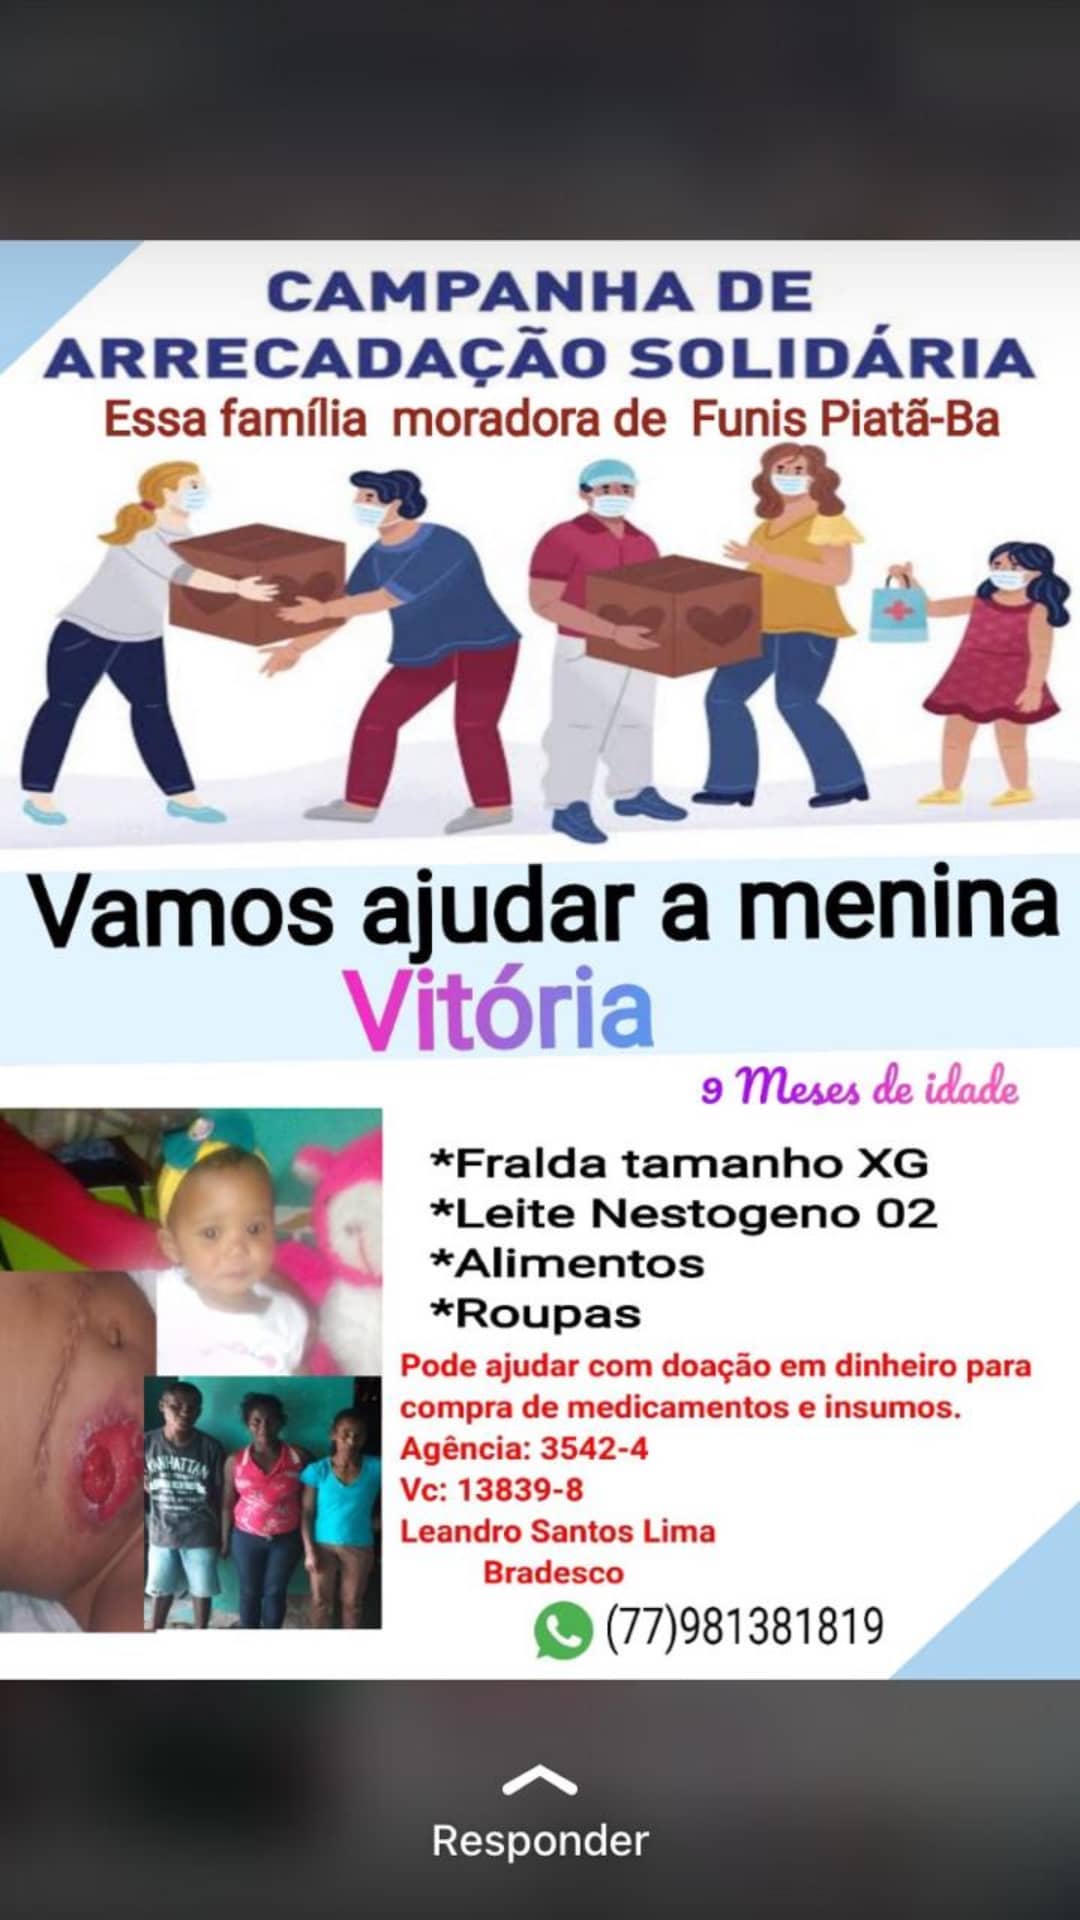 CAMPANHA DE
ARRECADAÇÃO SOLIDÁRIA
Essa família moradora de Funis Piatã-Ba
Vamos ajudar a menina
Vitória
9 Meses de idade
*Fralda tamanho XG
*Leite Nestogeno 02
*Alimentos
*Roupas
Pode ajudar com doação em dinheiro para
compra de medicamentos e insumos.
Agência: 3542-4
Vc: 13839-8
Leandro Santos Lima
Bradesco
(77)981381819
MANHATTAN
Responder